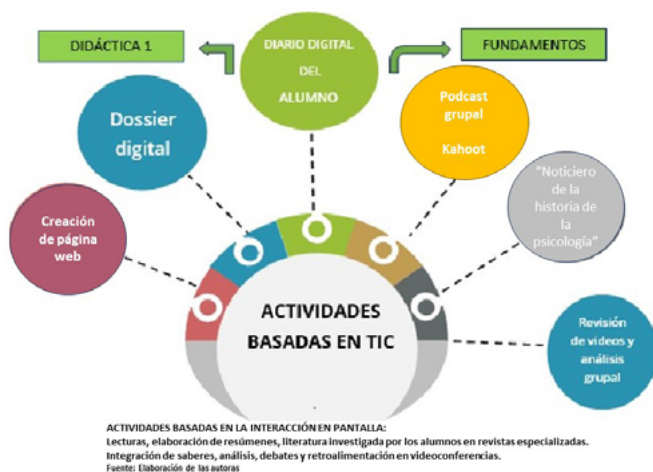 DIDÁCTICA 1
DIARIO DIGITAL
DEL
ALUMNO
FUNDAMENTOS
Dossier
digital
Podcast
grupal
Kahoot
Creación
de página
web
"Noticiero
de la
historia de
la
psicología"
ACTIVIDADES
BASADAS EN TIC
Revisión
de videos y
análisis
grupal
ACTIVIDADES BASADAS EN LA INTERACCIÓN EN PANTALLA:
Lecturas, elaboración de resúmenes, literatura investigada por los alumnos en revistas especializadas.
Integración de saberes, análisis, debates y retroalimentación en videoconferencias.
Fuente: Elaboración de las autoras